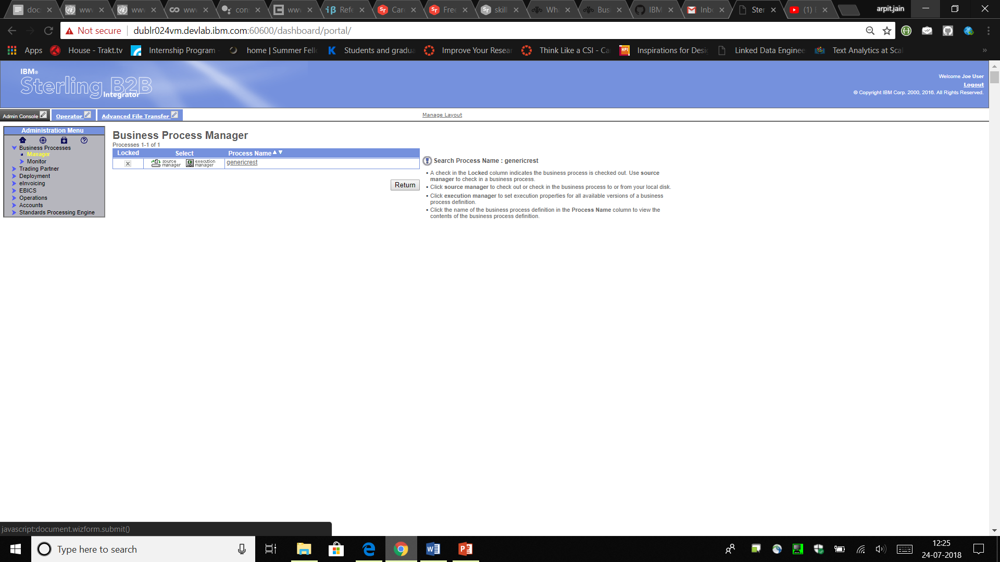 doc www www www con www Refe Car Free skill Wha Bus IBM Inb Ster (1) arpit.jain
Not secure dublr024vm.devlab.ibm.com:60600/dashboard/portal/
Apps House - Trakt.tv Internship Program home | Summer Fell Students and gradua Improve Your Resear Think Like a CSI - Ca Inspirations for Desig Linked Data Enginee Text Analytics at Scal »
IBM®
Sterling B2B
Integrator
Welcome Joe User
Logout
© Copyright IBM Corp. 2000, 2016. All Rights Reserved.
Admin Console Operator Advanced File Transfer Manage Layout
Administration Menu
Business Processes
Manager
Monitor
Trading Partner
Deployment
eInvoicing
EBICS
Operations
Accounts
Standards Processing Engine
Business Process Manager
Processes 1-1 of 1
Locked Select Process Name
source manager execution manager genericrest
Return
Search Process Name : genericrest
• A check in the Locked column indicates the business process is checked out. Use source
manager to check in a business process.
• Click source manager to check out or check in the business process to or from your local disk.
• Click execution manager to set execution properties for all available versions of a business
process definition.
• Click the name of the business process definition in the Process Name column to view the
contents of the business process definition.
javascript:document.wizform.submit()
Type here to search
12:25
24-07-2018